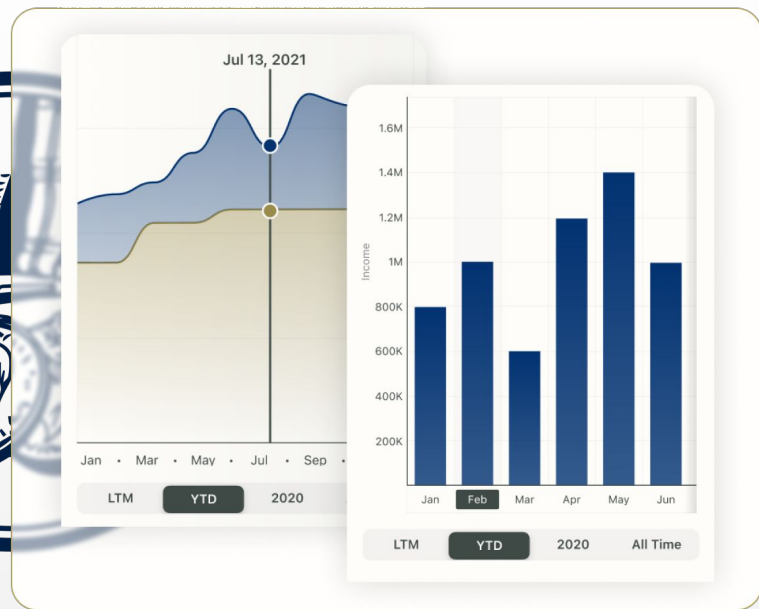 Jul 13, 2021
Jan · Mar · May · Jul · Sep ·
LTM YTD 2020
Income
1.6M
1.4M
1.2M
1M
800K
600K
400K
200K
Jan Feb Mar Apr May Jun
LTM YTD 2020 All Time